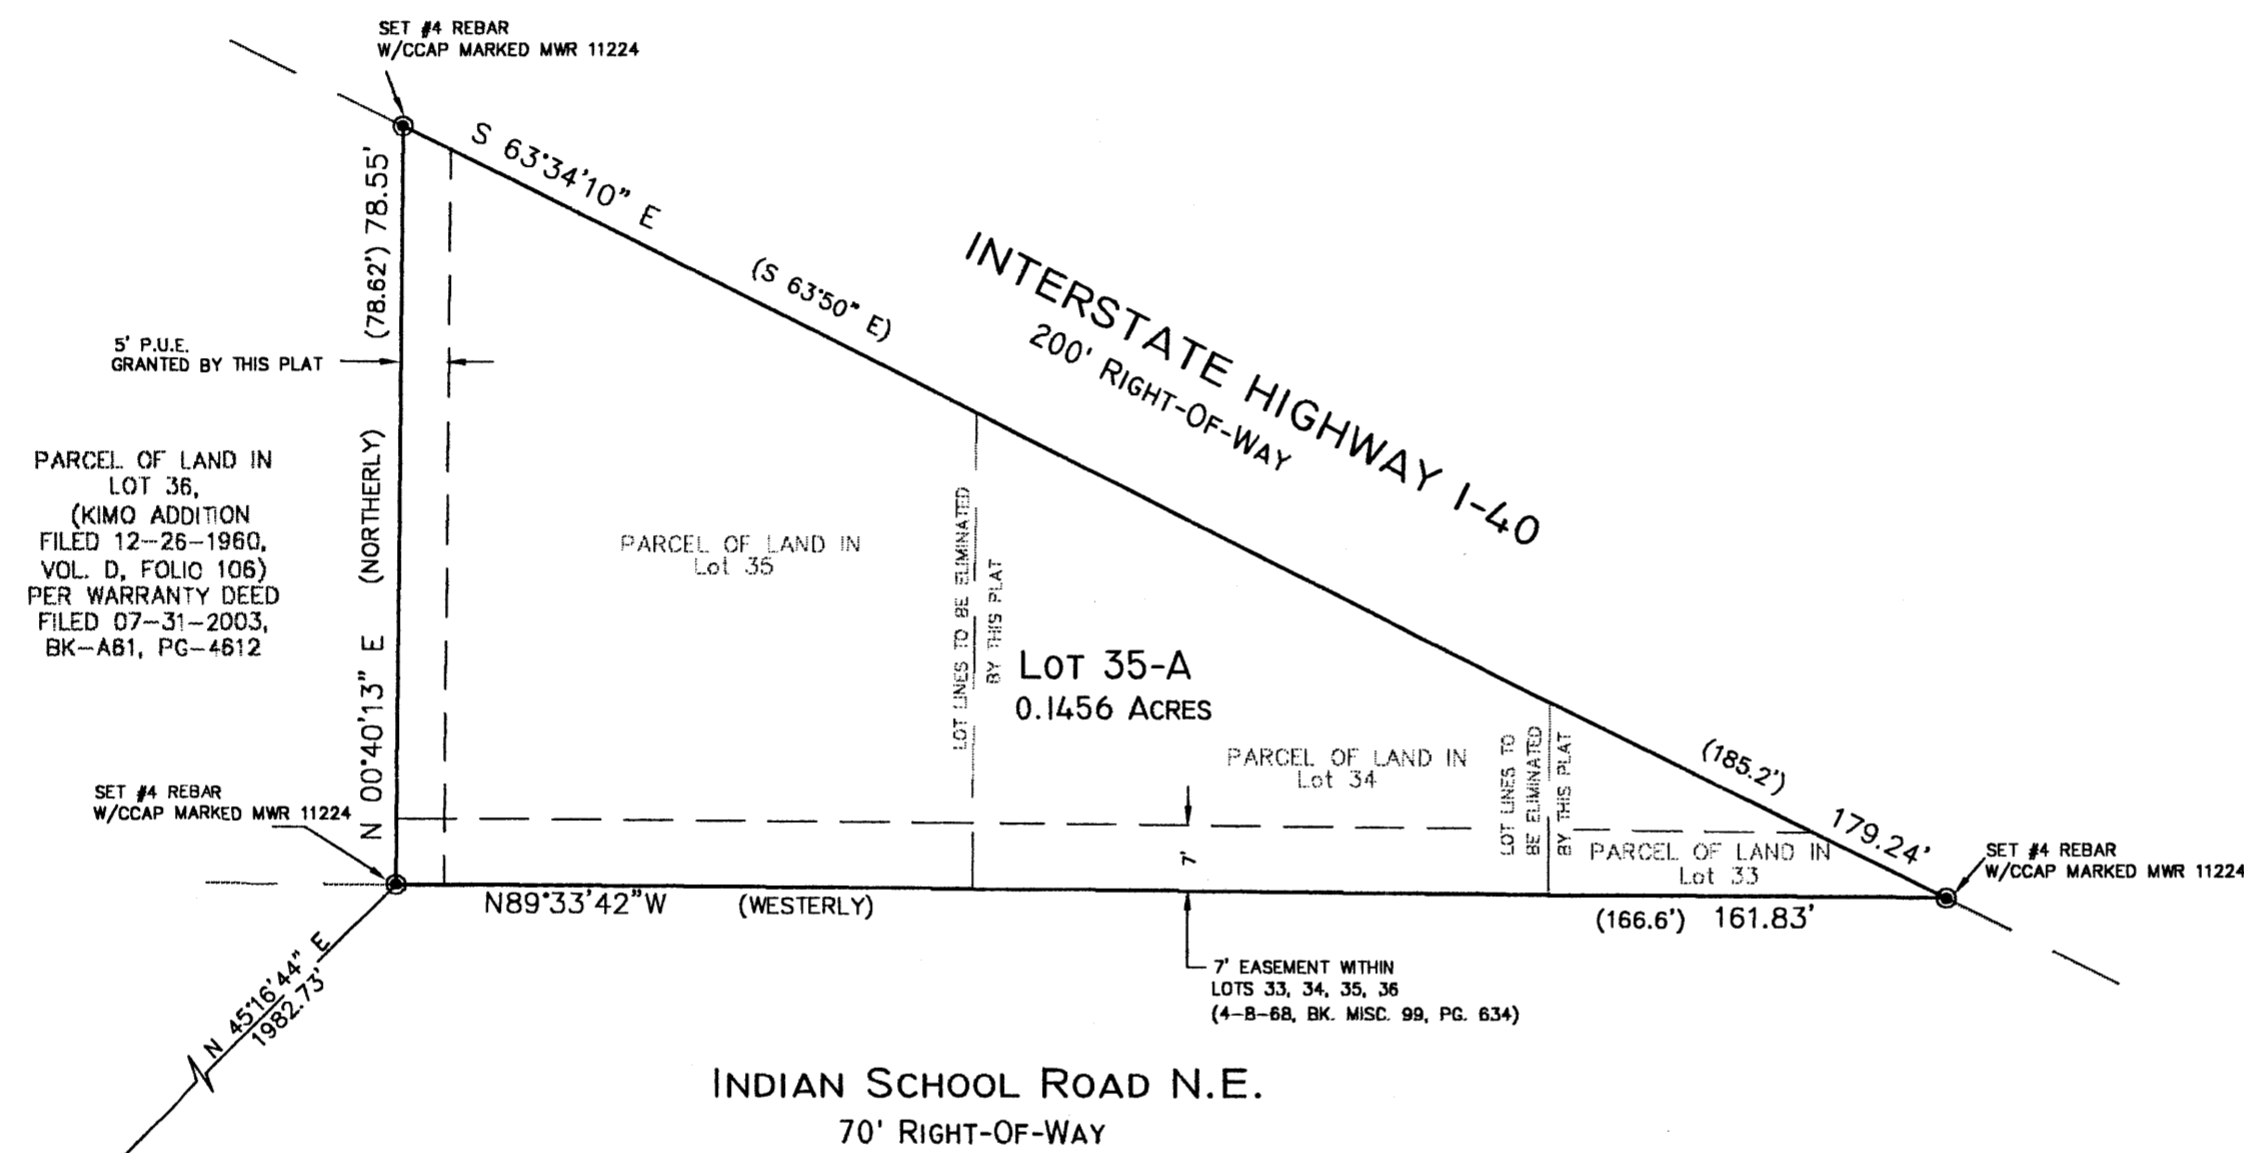 SET #4 REBAR
W/CCAP MARKED MWR 11224
S 63°34'10" E
(S 63°50" E)
INTERSTATE HIGHWAY I-40
200' RIGHT-OF-WAY
(78.62') 78.55'
5' P.U.E.
GRANTED BY THIS PLAT
(NORTHERLY)
N 00°40'13" E
PARCEL OF LAND IN
LOT 36,
(KIMO ADDITION
FILED 12-26-1960,
VOL. D, FOLIO 106)
PER WARRANTY DEED
FILED 07-31-2003,
BK-A61, PG-4612
PARCEL OF LAND IN
Lot 35
LOT LINES TO BE ELIMINATED
BY THIS PLAT
LOT 35-A
0.1456 ACRES
PARCEL OF LAND IN
Lot 34
LOT LINES TO
BE ELIMINATED
BY THIS PLAT
(185.2')
179.24'
PARCEL OF LAND IN
Lot 33
SET #4 REBAR
W/CCAP MARKED MWR 11224
SET #4 REBAR
W/CCAP MARKED MWR 11224
7'
N89°33'42"W (WESTERLY)
(166.6') 161.83'
N 45°16'44" E
1982.73'
7' EASEMENT WITHIN
LOTS 33, 34, 35, 36
(4-8-68, BK. MISC. 99, PG. 634)
INDIAN SCHOOL ROAD N.E.
70' RIGHT-OF-WAY